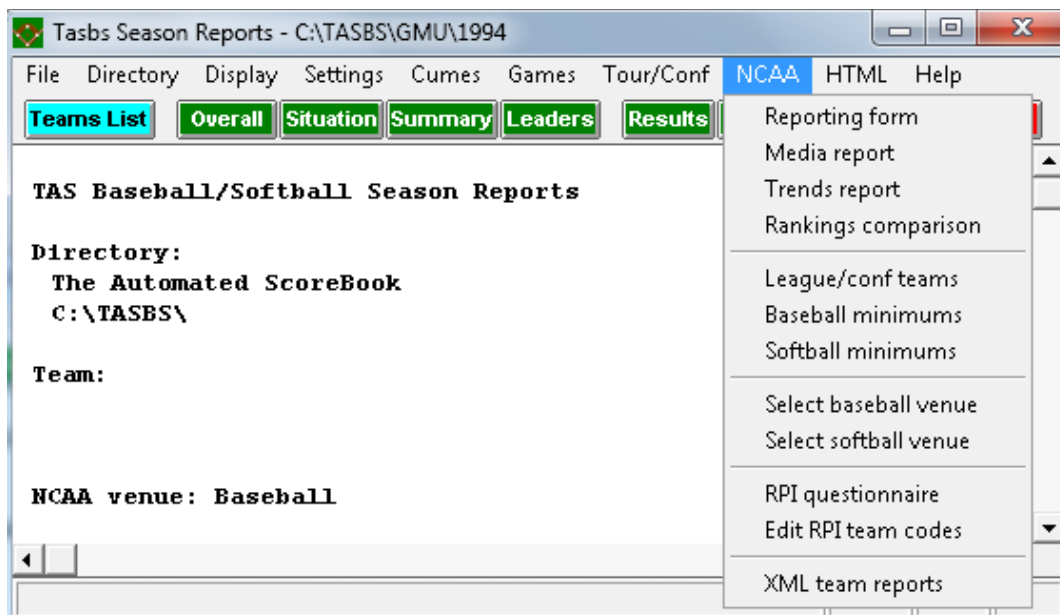 Tasbs Season Reports - C:\TASBS\GMU\1994
File Directory Display Settings Cumes Games Tour/Conf NCAA HTML Help
Teams List Overall Situation Summary Leaders Results
Reporting form
Media report
Trends report
Rankings comparison
League/conf teams
Baseball minimums
Softball minimums
Select baseball venue
Select softball venue
RPI questionnaire
Edit RPI team codes
XML team reports
TAS Baseball/Softball Season Reports
Directory:
The Automated ScoreBook
C:\TASBS\
Team:
NCAA venue: Baseball